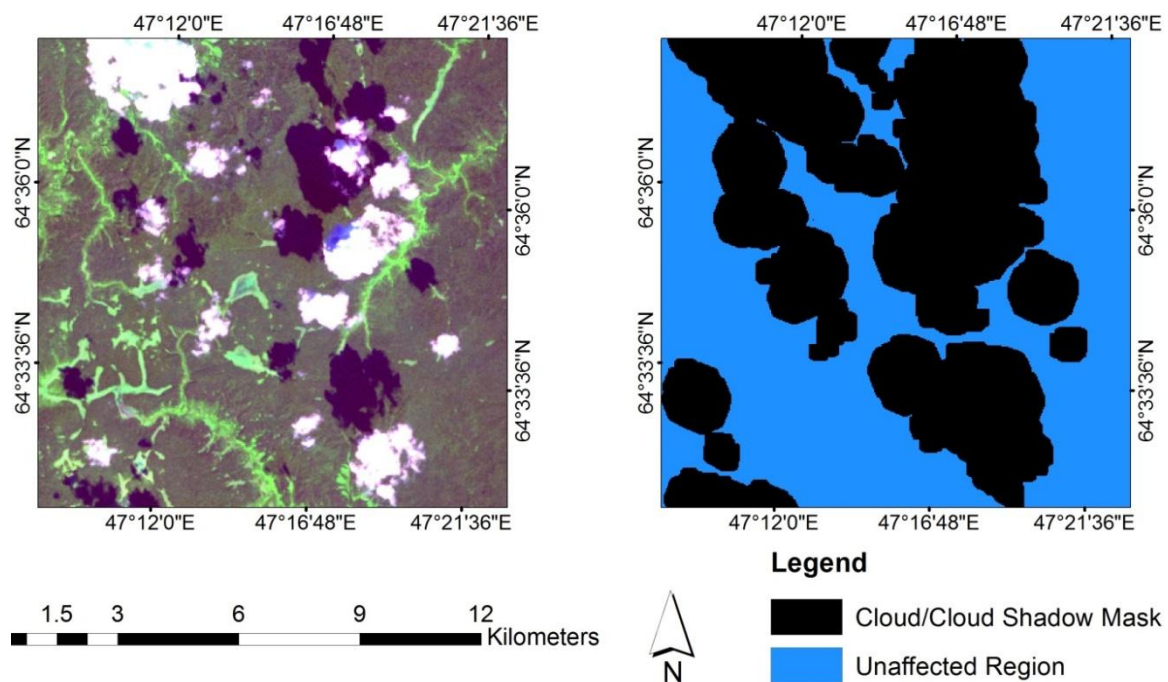 47°12'0"E 47°16'48"E 47°21'36"E 47°12'0"E 47°16'48"E 47°21'36"E
64°36'0"N 64°36'0"N 64°36'0"N 64°36'0"N
64°33'36"N 64°33'36"N 64°33'36"N 64°33'36"N
47°12'0"E 47°16'48"E 47°21'36"E 47°12'0"E 47°16'48"E 47°21'36"E
1.5 3 6 9 12
Kilometers
N
Legend
Cloud/Cloud Shadow Mask
Unaffected Region